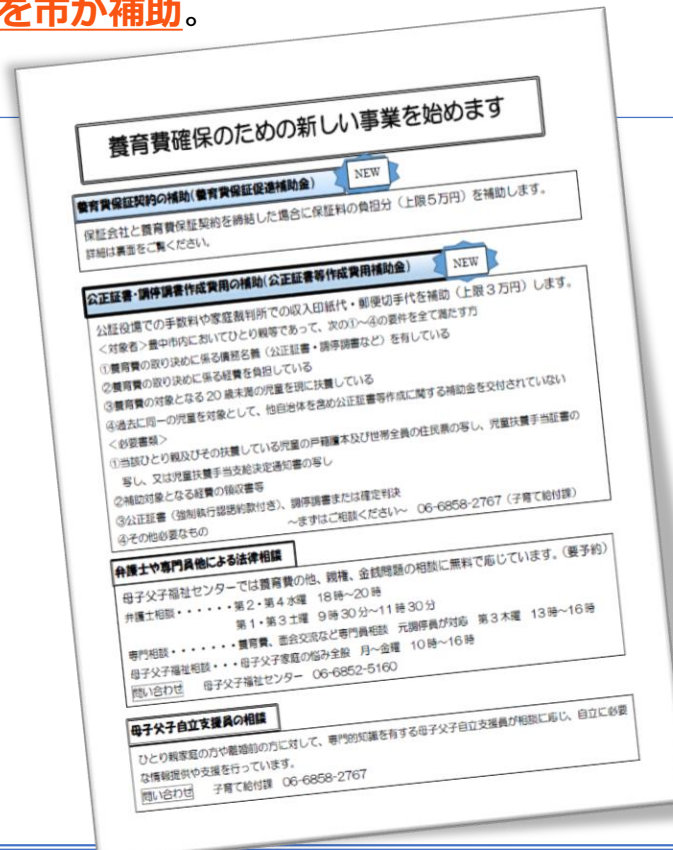 を市が補助。
養育費確保のための新しい事業を始めます
養育費保証契約の補助(養育費保証促進補助金)
NEW
保証会社と養育費保証契約を締結した場合に保証料の負担分（上限５万円）を補助します。
詳細は裏面をご覧ください。
公正証書・調停調書作成費用の補助(公正証書等作成費用補助金)
NEW
公証役場での手数料や家庭裁判所での収入印紙代・郵便切手代を補助（上限３万円）します。
＜対象者＞豊中市内においてひとり親等であって、次の①～④の要件を全て満たす方
①養育費の取り決めに係る債務名義（公正証書・調停調書など）を有している
②養育費の取り決めに係る経費を負担している
③養育費の対象となる 20 歳未満の児童を現に扶養している
④過去に同一の児童を対象として、他自治体を含め公正証書等作成に関する補助金を交付されていない
＜必要書類＞
①当該ひとり親及びその扶養している児童の戸籍謄本及び世帯全員の住民票の写し、児童扶養手当証書の
写し、又は児童扶養手当支給決定通知書の写し
②補助対象となる経費の領収書等
③公正証書（強制執行認諾約款付き）、調停調書または確定判決
④その他必要なもの ～まずはご相談ください～ 06-6858-2767（子育て給付課）
弁護士や専門員他による法律相談
母子父子福祉センターでは養育費の他、親権、金銭問題の相談に無料で応じています。（要予約）
弁護士相談・・・・・・第２・第４水曜 18時～20時
第１・第３土曜 9時30分～11時30分
専門相談・・・・・・・養育費、面会交流など専門員相談 元調停員が対応 第３木曜 13時～16時
母子父子福祉相談・・・母子父子家庭の悩み全般 月～金曜 10時～16時
問い合わせ 母子父子福祉センター 06-6852-5160
母子父子自立支援員の相談
ひとり親家庭の方や離婚前の方に対して、専門的知識を有する母子父子自立支援員が相談に応じ、自立に必要
な情報提供や支援を行っています。
問い合わせ 子育て給付課 06-6858-2767